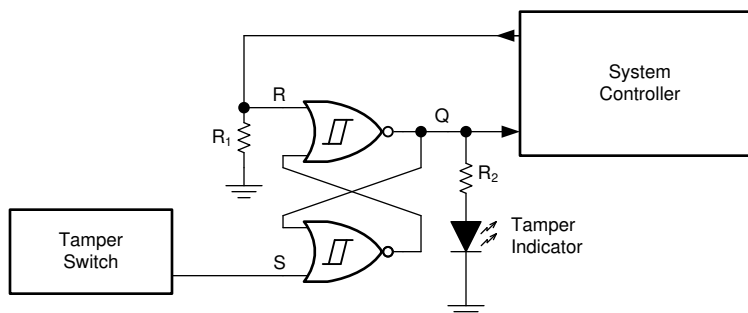 System
Controller
R
Q
R1
R2
Tamper
Indicator
Tamper
Switch
S